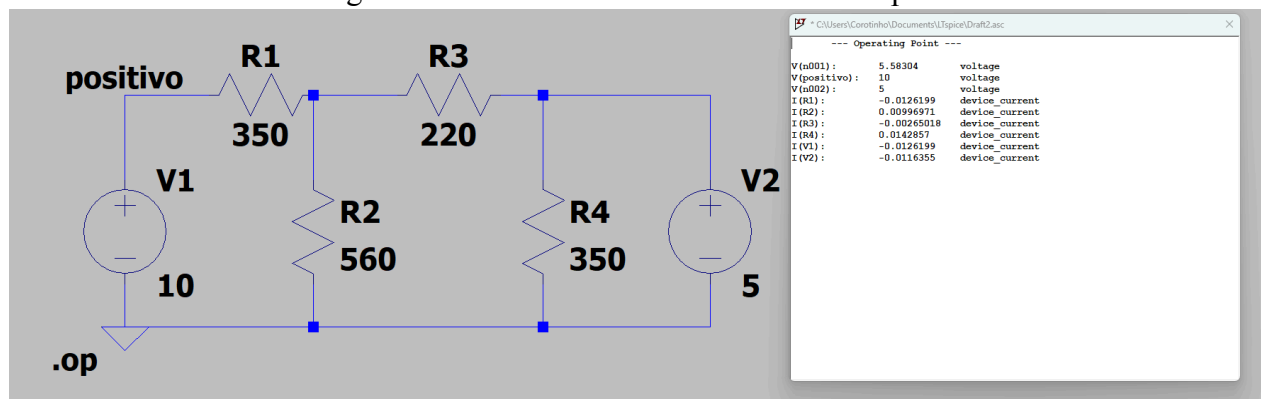 R1
R3
positivo
350
220
V1
V2
R2
R4
560
350
10
5
.op
* C:\Users\Corotinho\Documents\LTspice\Draft2.asc
--- Operating Point ---
V(n001): 5.58304 voltage
V(positivo): 10 voltage
V(n002): 5 voltage
I(R1): -0.0126199 device_current
I(R2): 0.00996971 device_current
I(R3): -0.00265018 device_current
I(R4): 0.0142857 device_current
I(V1): -0.0126199 device_current
I(V2): -0.0116355 device_current